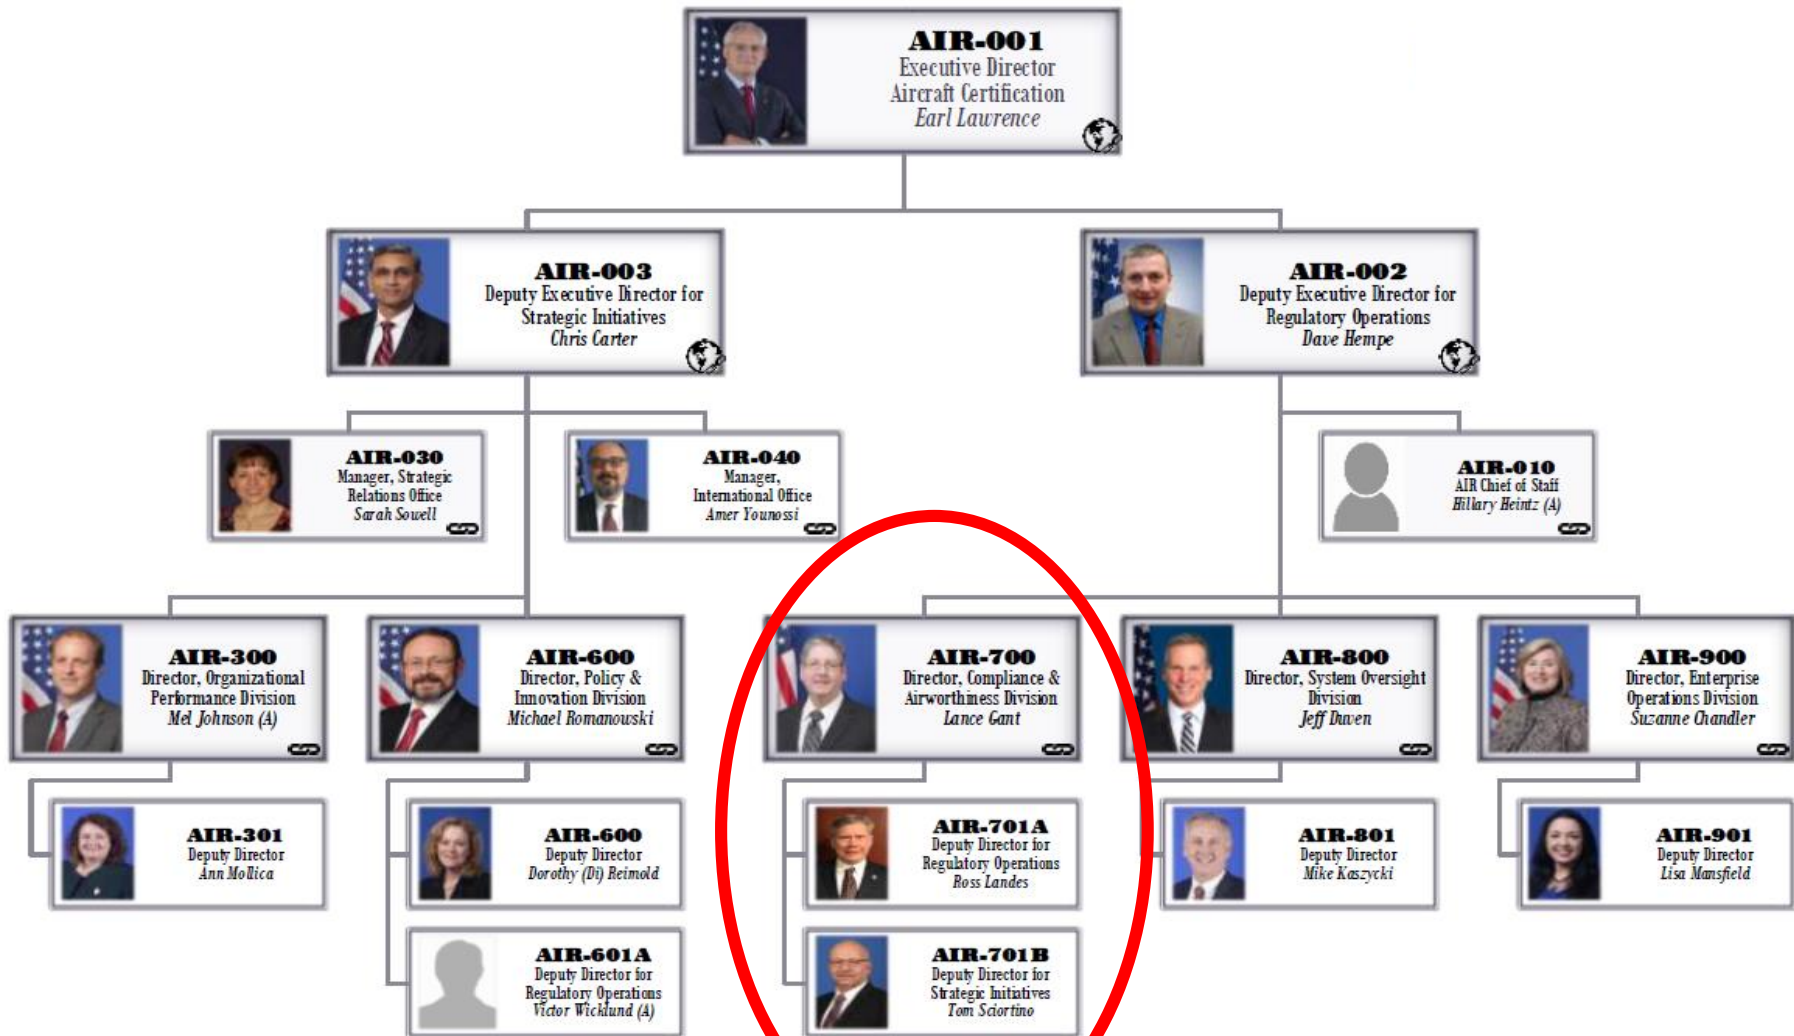 AIR-001
Executive Director
Aircraft Certification
Earl Lawrence
AIR-003
Deputy Executive Director for
Strategic Initiatives
Chris Carter
AIR-002
Deputy Executive Director for
Regulatory Operations
Dave Hempe
AIR-030
Manager, Strategic
Relations Office
Sarah Sowell
AIR-040
Manager,
International Office
Amer Younossi
AIR-010
AIR Chief of Staff
Hillary Heintz (A)
AIR-300
Director, Organizational
Performance Division
Mel Johnson (A)
AIR-600
Director, Policy &
Innovation Division
Michael Romanowski
AIR-700
Director, Compliance &
Airworthiness Division
Lance Gant
AIR-800
Director, System Oversight
Division
Jeff Duven
AIR-900
Director, Enterprise
Operations Division
Suzanne Chandler
AIR-301
Deputy Director
Ann Mollica
AIR-600
Deputy Director
Dorothy (Di) Reimold
AIR-701A
Deputy Director for
Regulatory Operations
Ross Landes
AIR-801
Deputy Director
Mike Kaszycki
AIR-901
Deputy Director
Lisa Mansfield
AIR-601A
Deputy Director for
Regulatory Operations
Victor Wicklund (A)
AIR-701B
Deputy Director for
Strategic Initiatives
Tom Sciortino